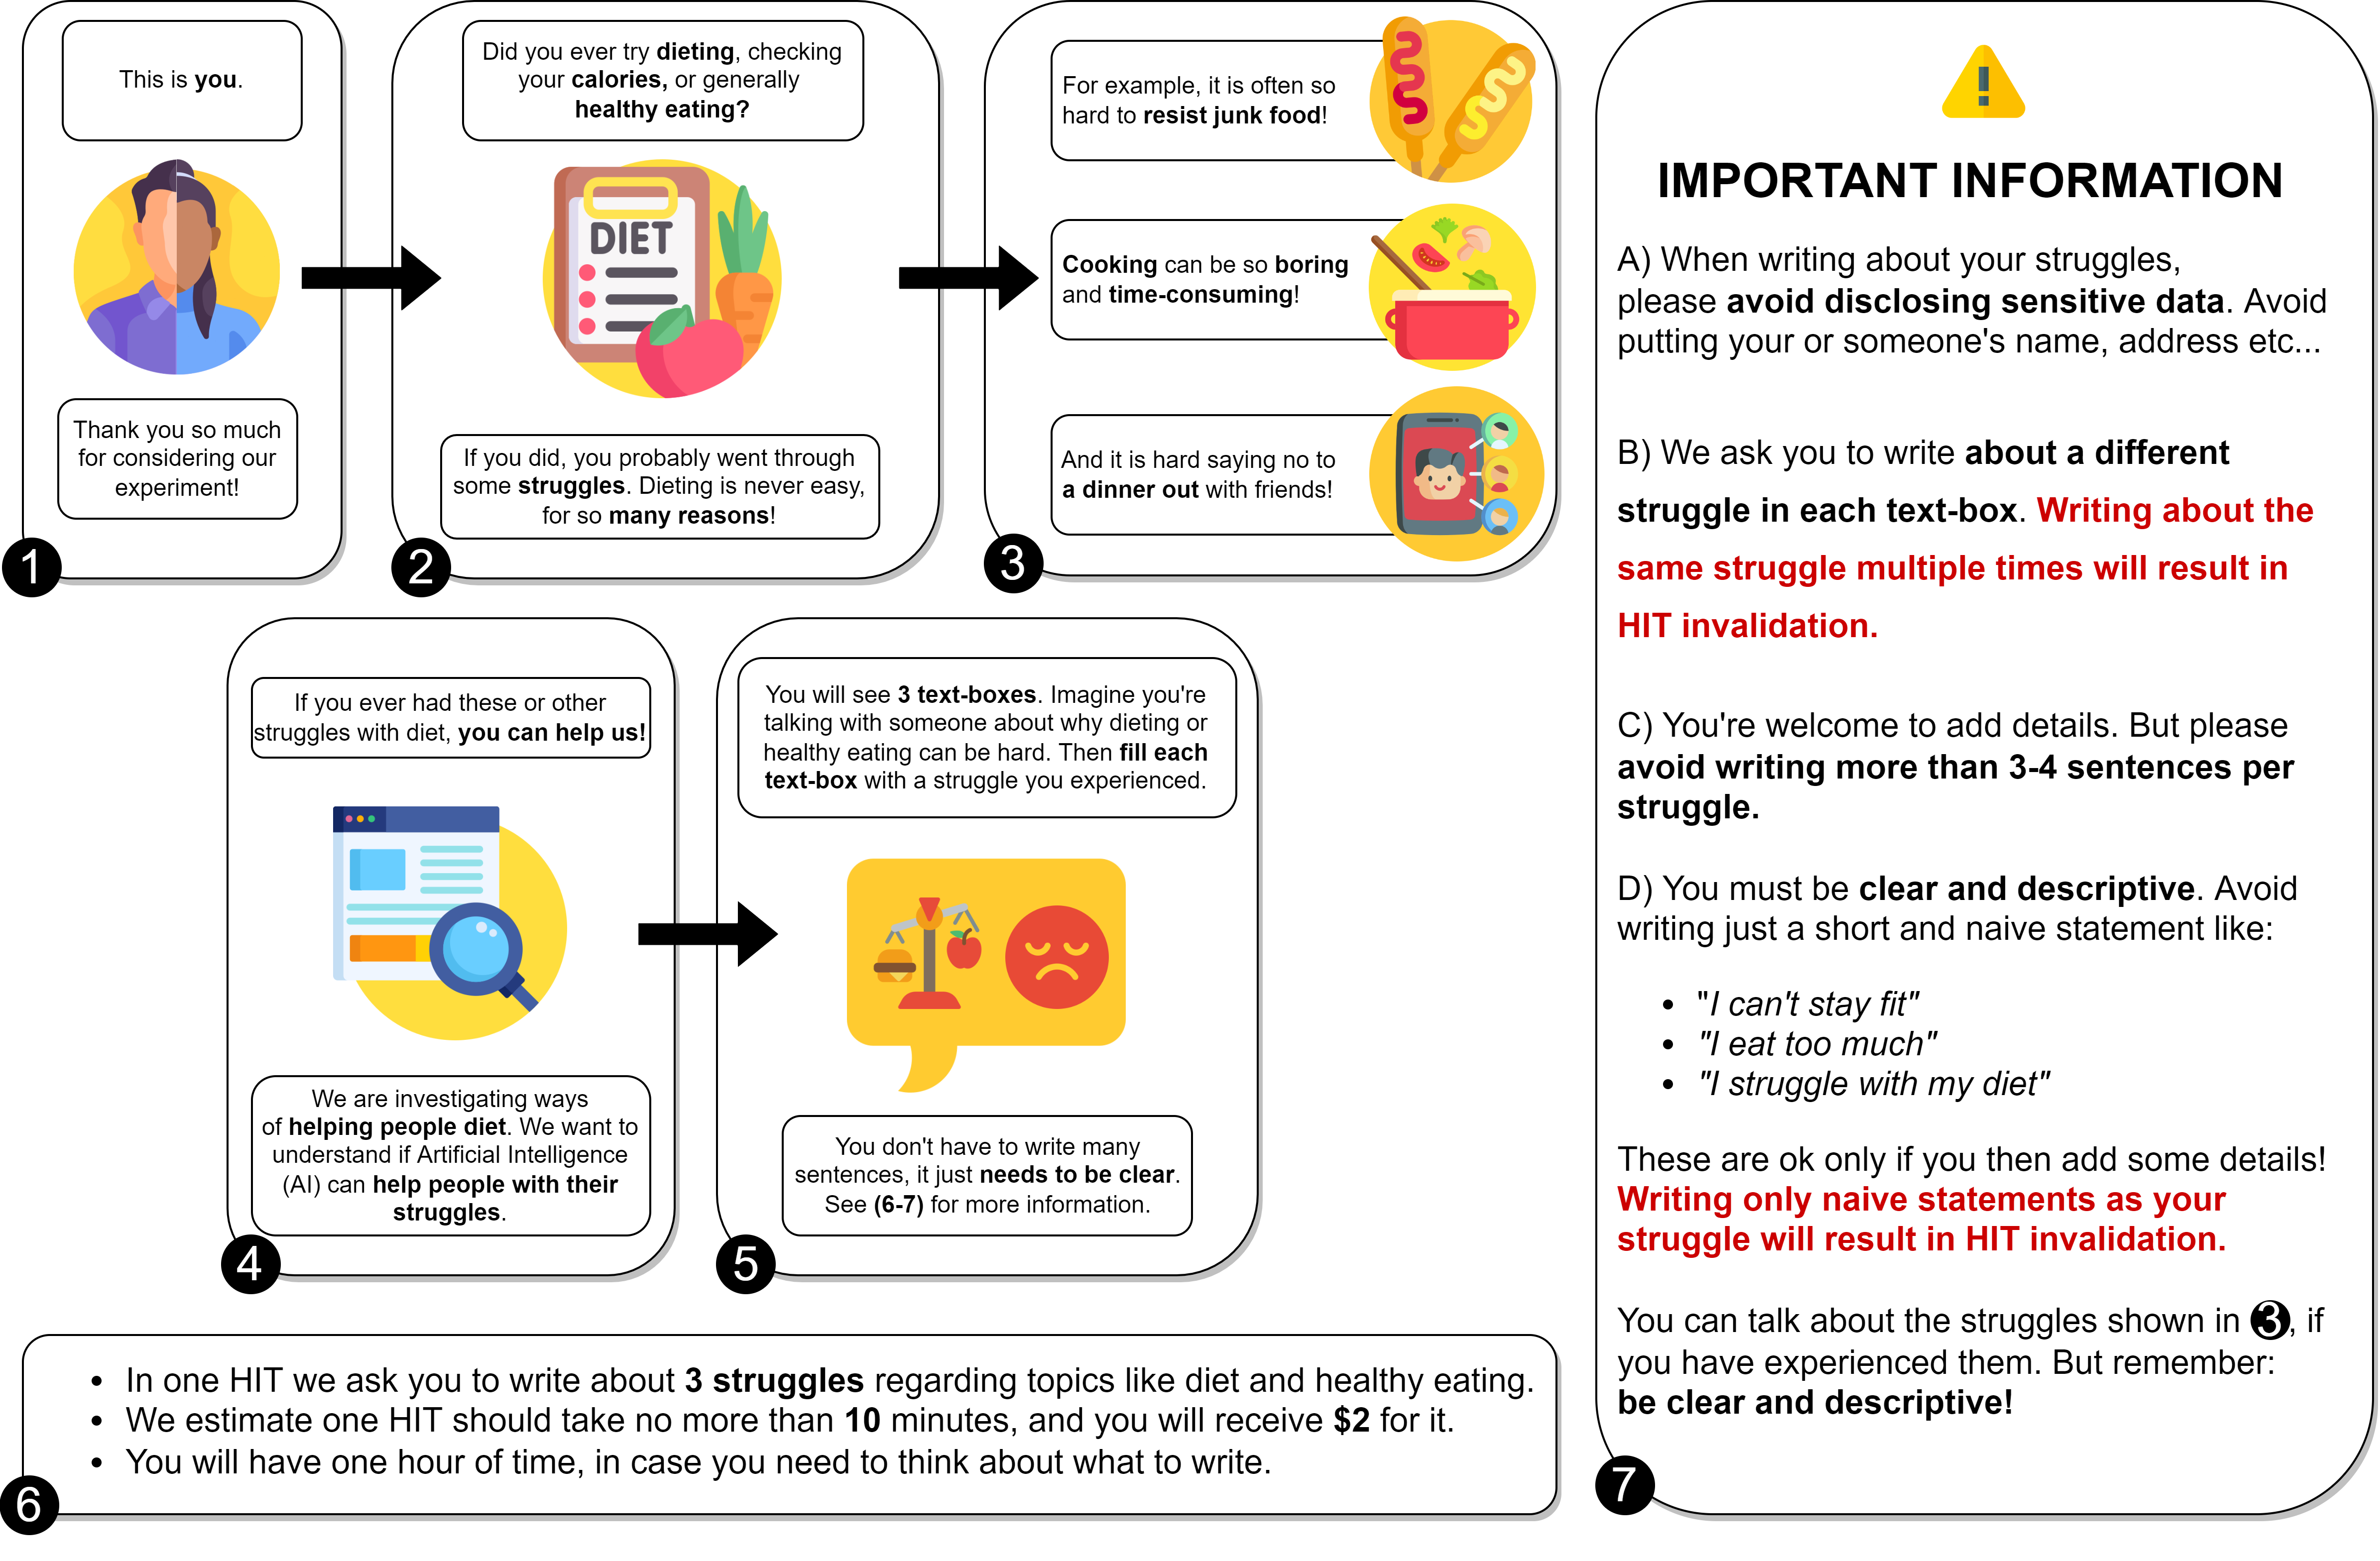 This is you.
Thank you so much
for considering our
experiment!
1
Did you ever try dieting, checking
your calories, or generally
healthy eating?
DIET
If you did, you probably went through
some struggles. Dieting is never easy,
for so many reasons!
2
For example, it is often so
hard to resist junk food!
Cooking can be so boring
and time-consuming!
And it is hard saying no to
a dinner out with friends!
3
If you ever had these or other
struggles with diet, you can help us!
We are investigating ways
of helping people diet. We want to
understand if Artificial Intelligence
(AI) can help people with their
struggles.
4
You will see 3 text-boxes. Imagine you're
talking with someone about why dieting or
healthy eating can be hard. Then fill each
text-box with a struggle you experienced.
You don't have to write many
sentences, it just needs to be clear.
See (6-7) for more information.
5
• In one HIT we ask you to write about 3 struggles regarding topics like diet and healthy eating.
• We estimate one HIT should take no more than 10 minutes, and you will receive $2 for it.
• You will have one hour of time, in case you need to think about what to write.
6
IMPORTANT INFORMATION
A) When writing about your struggles,
please avoid disclosing sensitive data. Avoid
putting your or someone's name, address etc...
B) We ask you to write about a different
struggle in each text-box. Writing about the
same struggle multiple times will result in
HIT invalidation.
C) You're welcome to add details. But please
avoid writing more than 3-4 sentences per
struggle.
D) You must be clear and descriptive. Avoid
writing just a short and naive statement like:
• "I can't stay fit"
• "I eat too much"
• "I struggle with my diet"
These are ok only if you then add some details!
Writing only naive statements as your
struggle will result in HIT invalidation.
You can talk about the struggles shown in 3, if
you have experienced them. But remember:
be clear and descriptive!
7